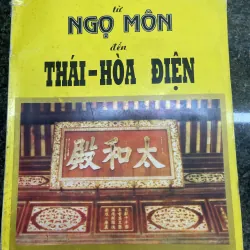 từ
NGỌ MÔN
đến
THÁI-HÒA ĐIỆN
殿和太